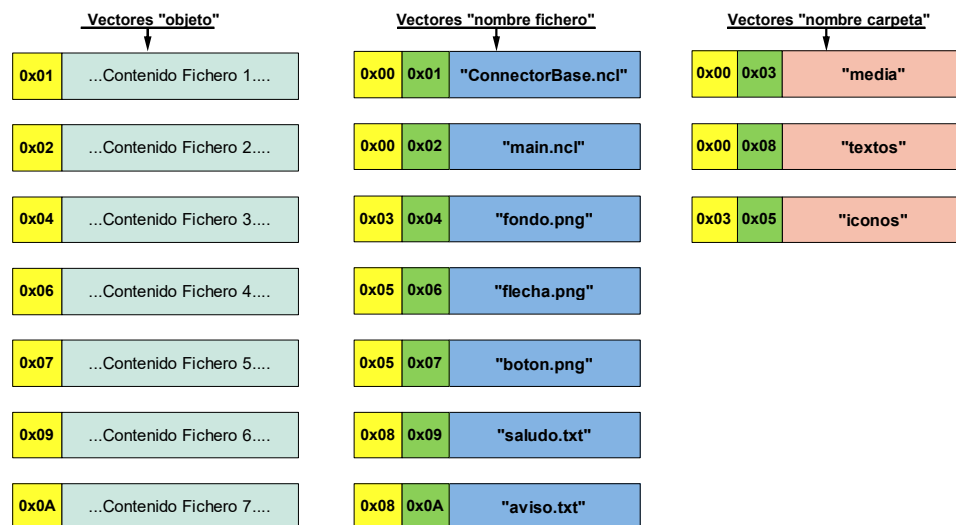 Vectores "objeto"
0x01 ...Contenido Fichero 1....
0x02 ...Contenido Fichero 2....
0x04 ...Contenido Fichero 3....
0x06 ...Contenido Fichero 4....
0x07 ...Contenido Fichero 5....
0x09 ...Contenido Fichero 6....
0x0A ...Contenido Fichero 7....
Vectores "nombre fichero"
0x00 0x01 "ConnectorBase.ncl"
0x00 0x02 "main.ncl"
0x03 0x04 "fondo.png"
0x05 0x06 "flecha.png"
0x05 0x07 "boton.png"
0x08 0x09 "saludo.txt"
0x08 0x0A "aviso.txt"
Vectores "nombre carpeta"
0x00 0x03 "media"
0x00 0x08 "textos"
0x03 0x05 "iconos"